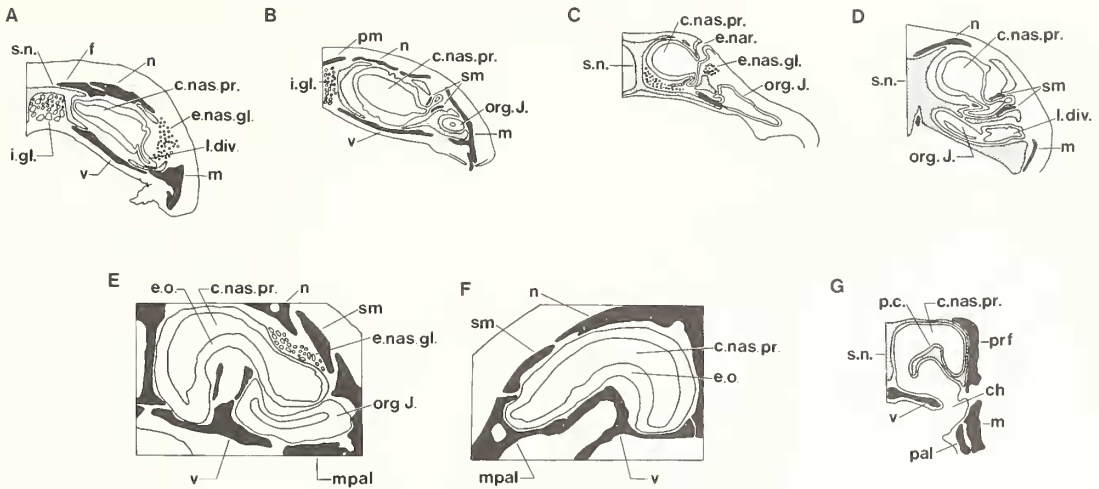 A
s.n.
f
n
c.nas.pr.
e.nas.gl.
l.div.
i.gl.
v
m
B
pm
n
c.nas.pr.
i.gl.
sm
org.J.
v
m
C
c.nas.pr.
e.nar.
s.n.
e.nas.gl.
org.J.
D
n
c.nas.pr.
s.n.
sm
l.div.
org.J.
m
E
e.o.
c.nas.pr.
n
sm
e.nas.gl.
org J.
v
mpal
F
n
sm
c.nas.pr.
e.o.
mpal
v
G
p.c.
c.nas.pr.
s.n.
prf
ch
v
m
pal